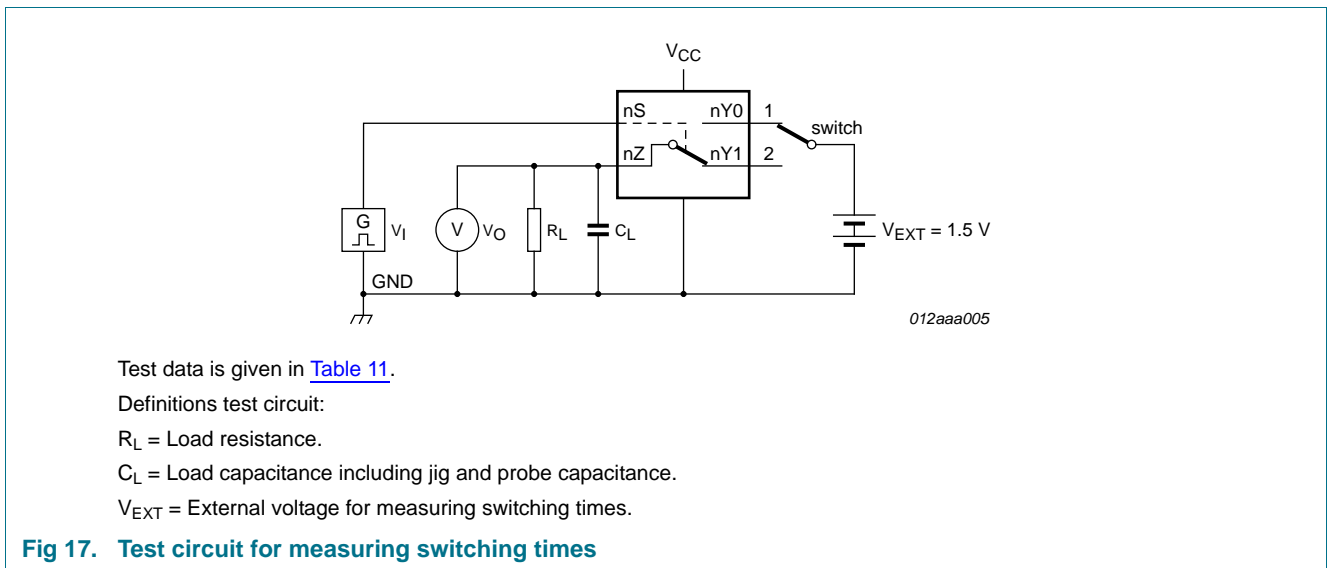 VCC
nS nY0 1
switch
nZ nY1 2
G VI
V VO
RL
CL
VEXT = 1.5 V
GND
012aaa005
Test data is given in Table 11.
Definitions test circuit:
RL = Load resistance.
CL = Load capacitance including jig and probe capacitance.
VEXT = External voltage for measuring switching times.
Fig 17. Test circuit for measuring switching times